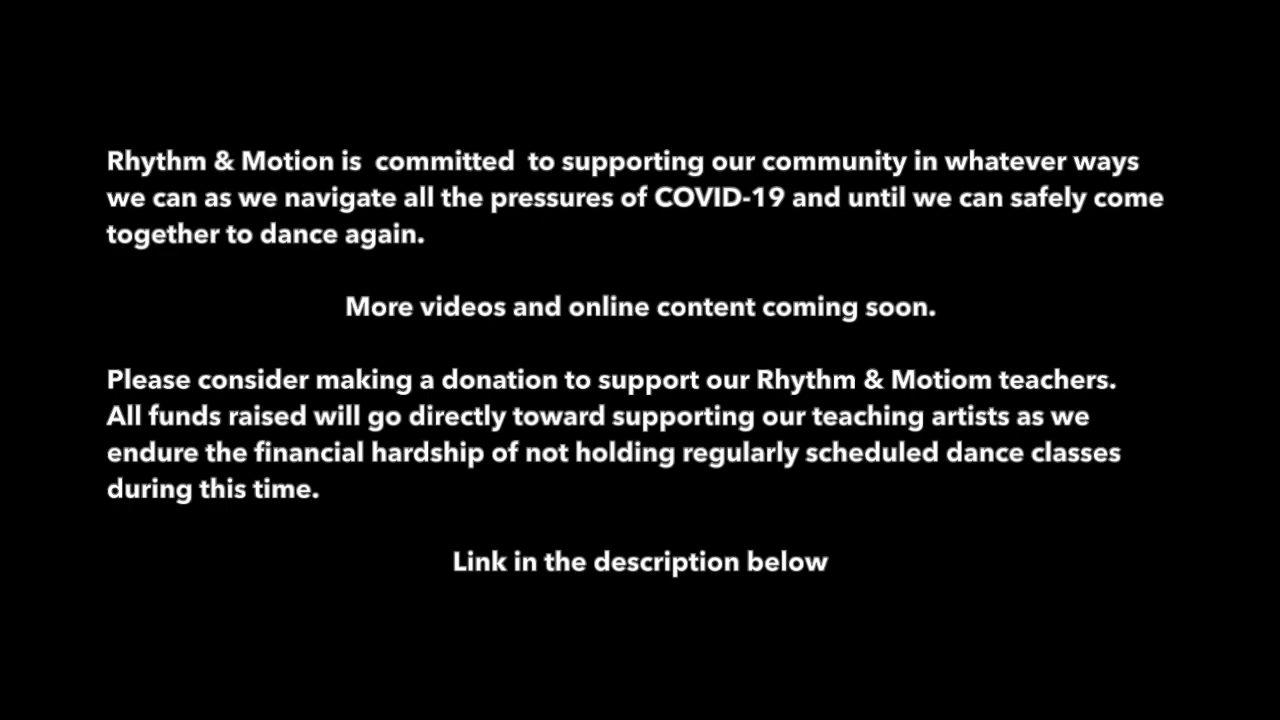 Rhythm & Motion is  committed  to supporting our community in whatever ways
we can as we navigate all the pressures of COVID-19 and until we can safely come
together to dance again.
More videos and online content coming soon.
Please consider making a donation to support our Rhythm & Motiom teachers.
All funds raised will go directly toward supporting our teaching artists as we
endure the financial hardship of not holding regularly scheduled dance classes
during this time.
Link in the description below